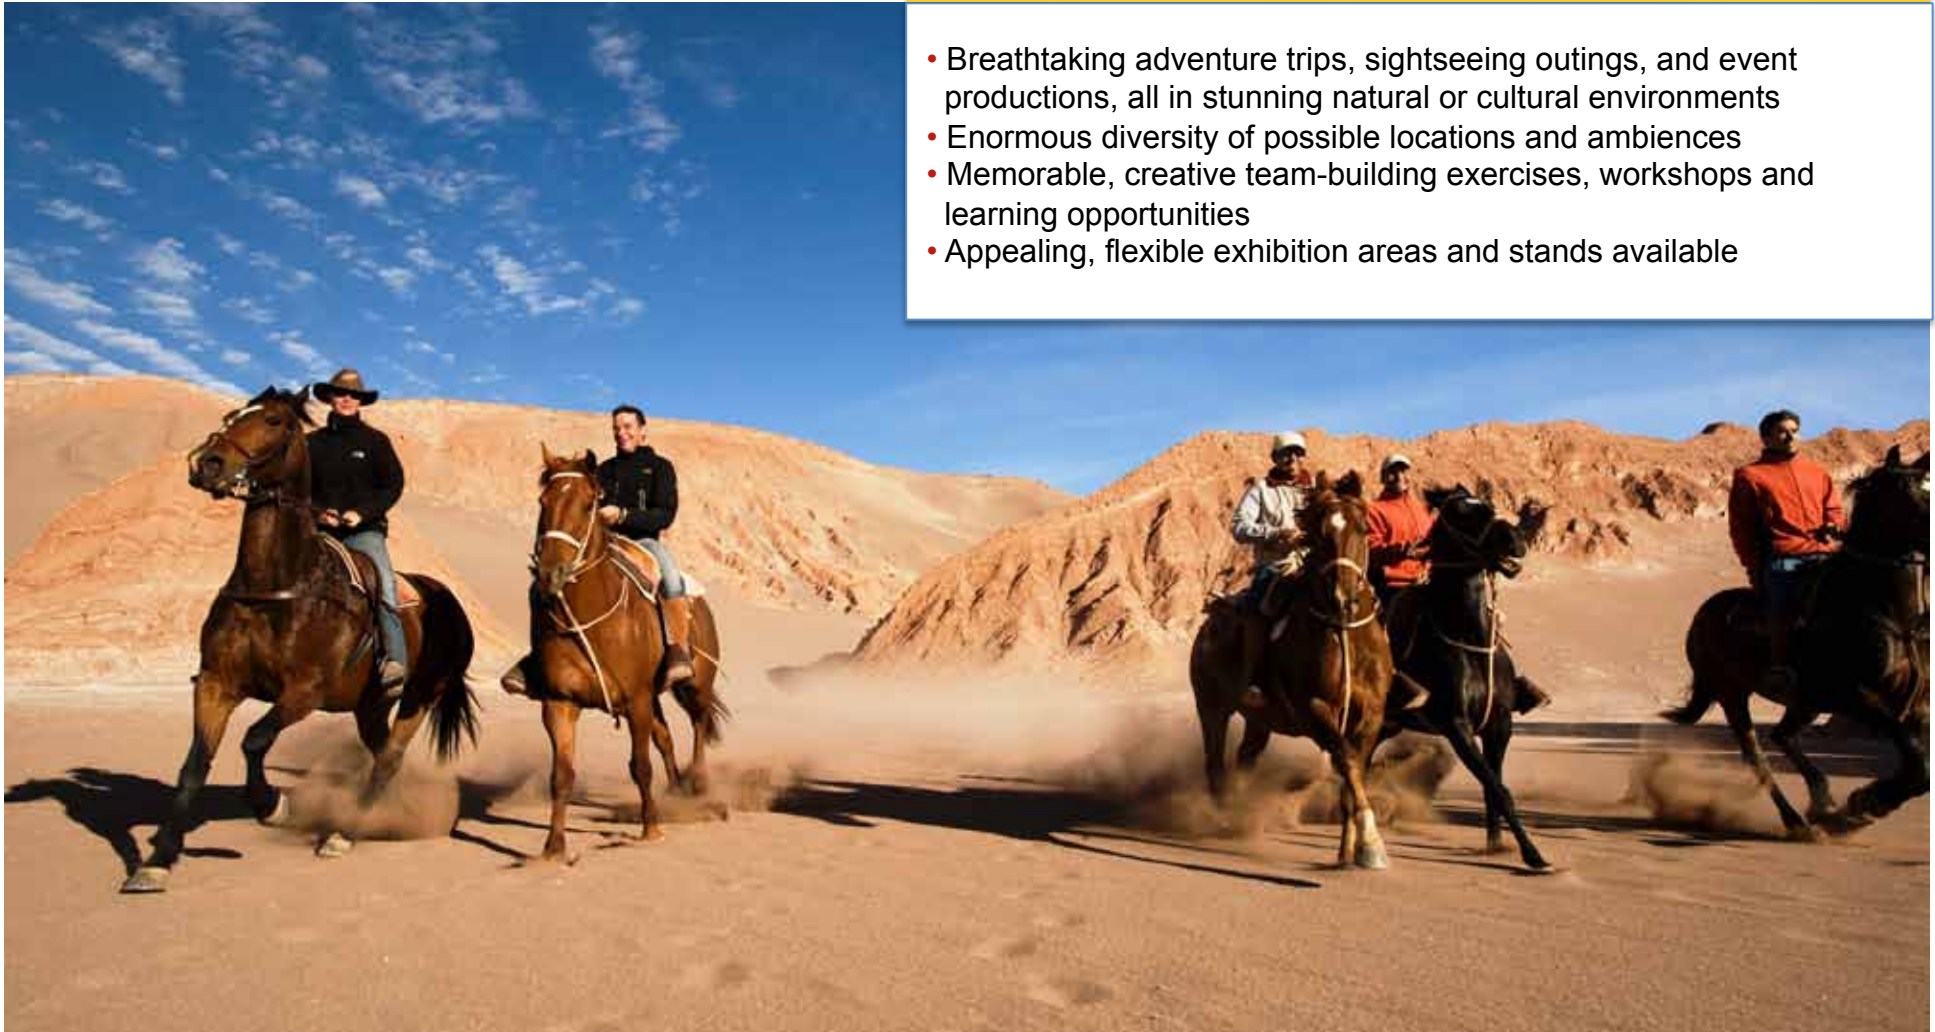 • Breathtaking adventure trips, sightseeing outings, and event
productions, all in stunning natural or cultural environments
• Enormous diversity of possible locations and ambiences
• Memorable, creative team-building exercises, workshops and
learning opportunities
• Appealing, flexible exhibition areas and stands available